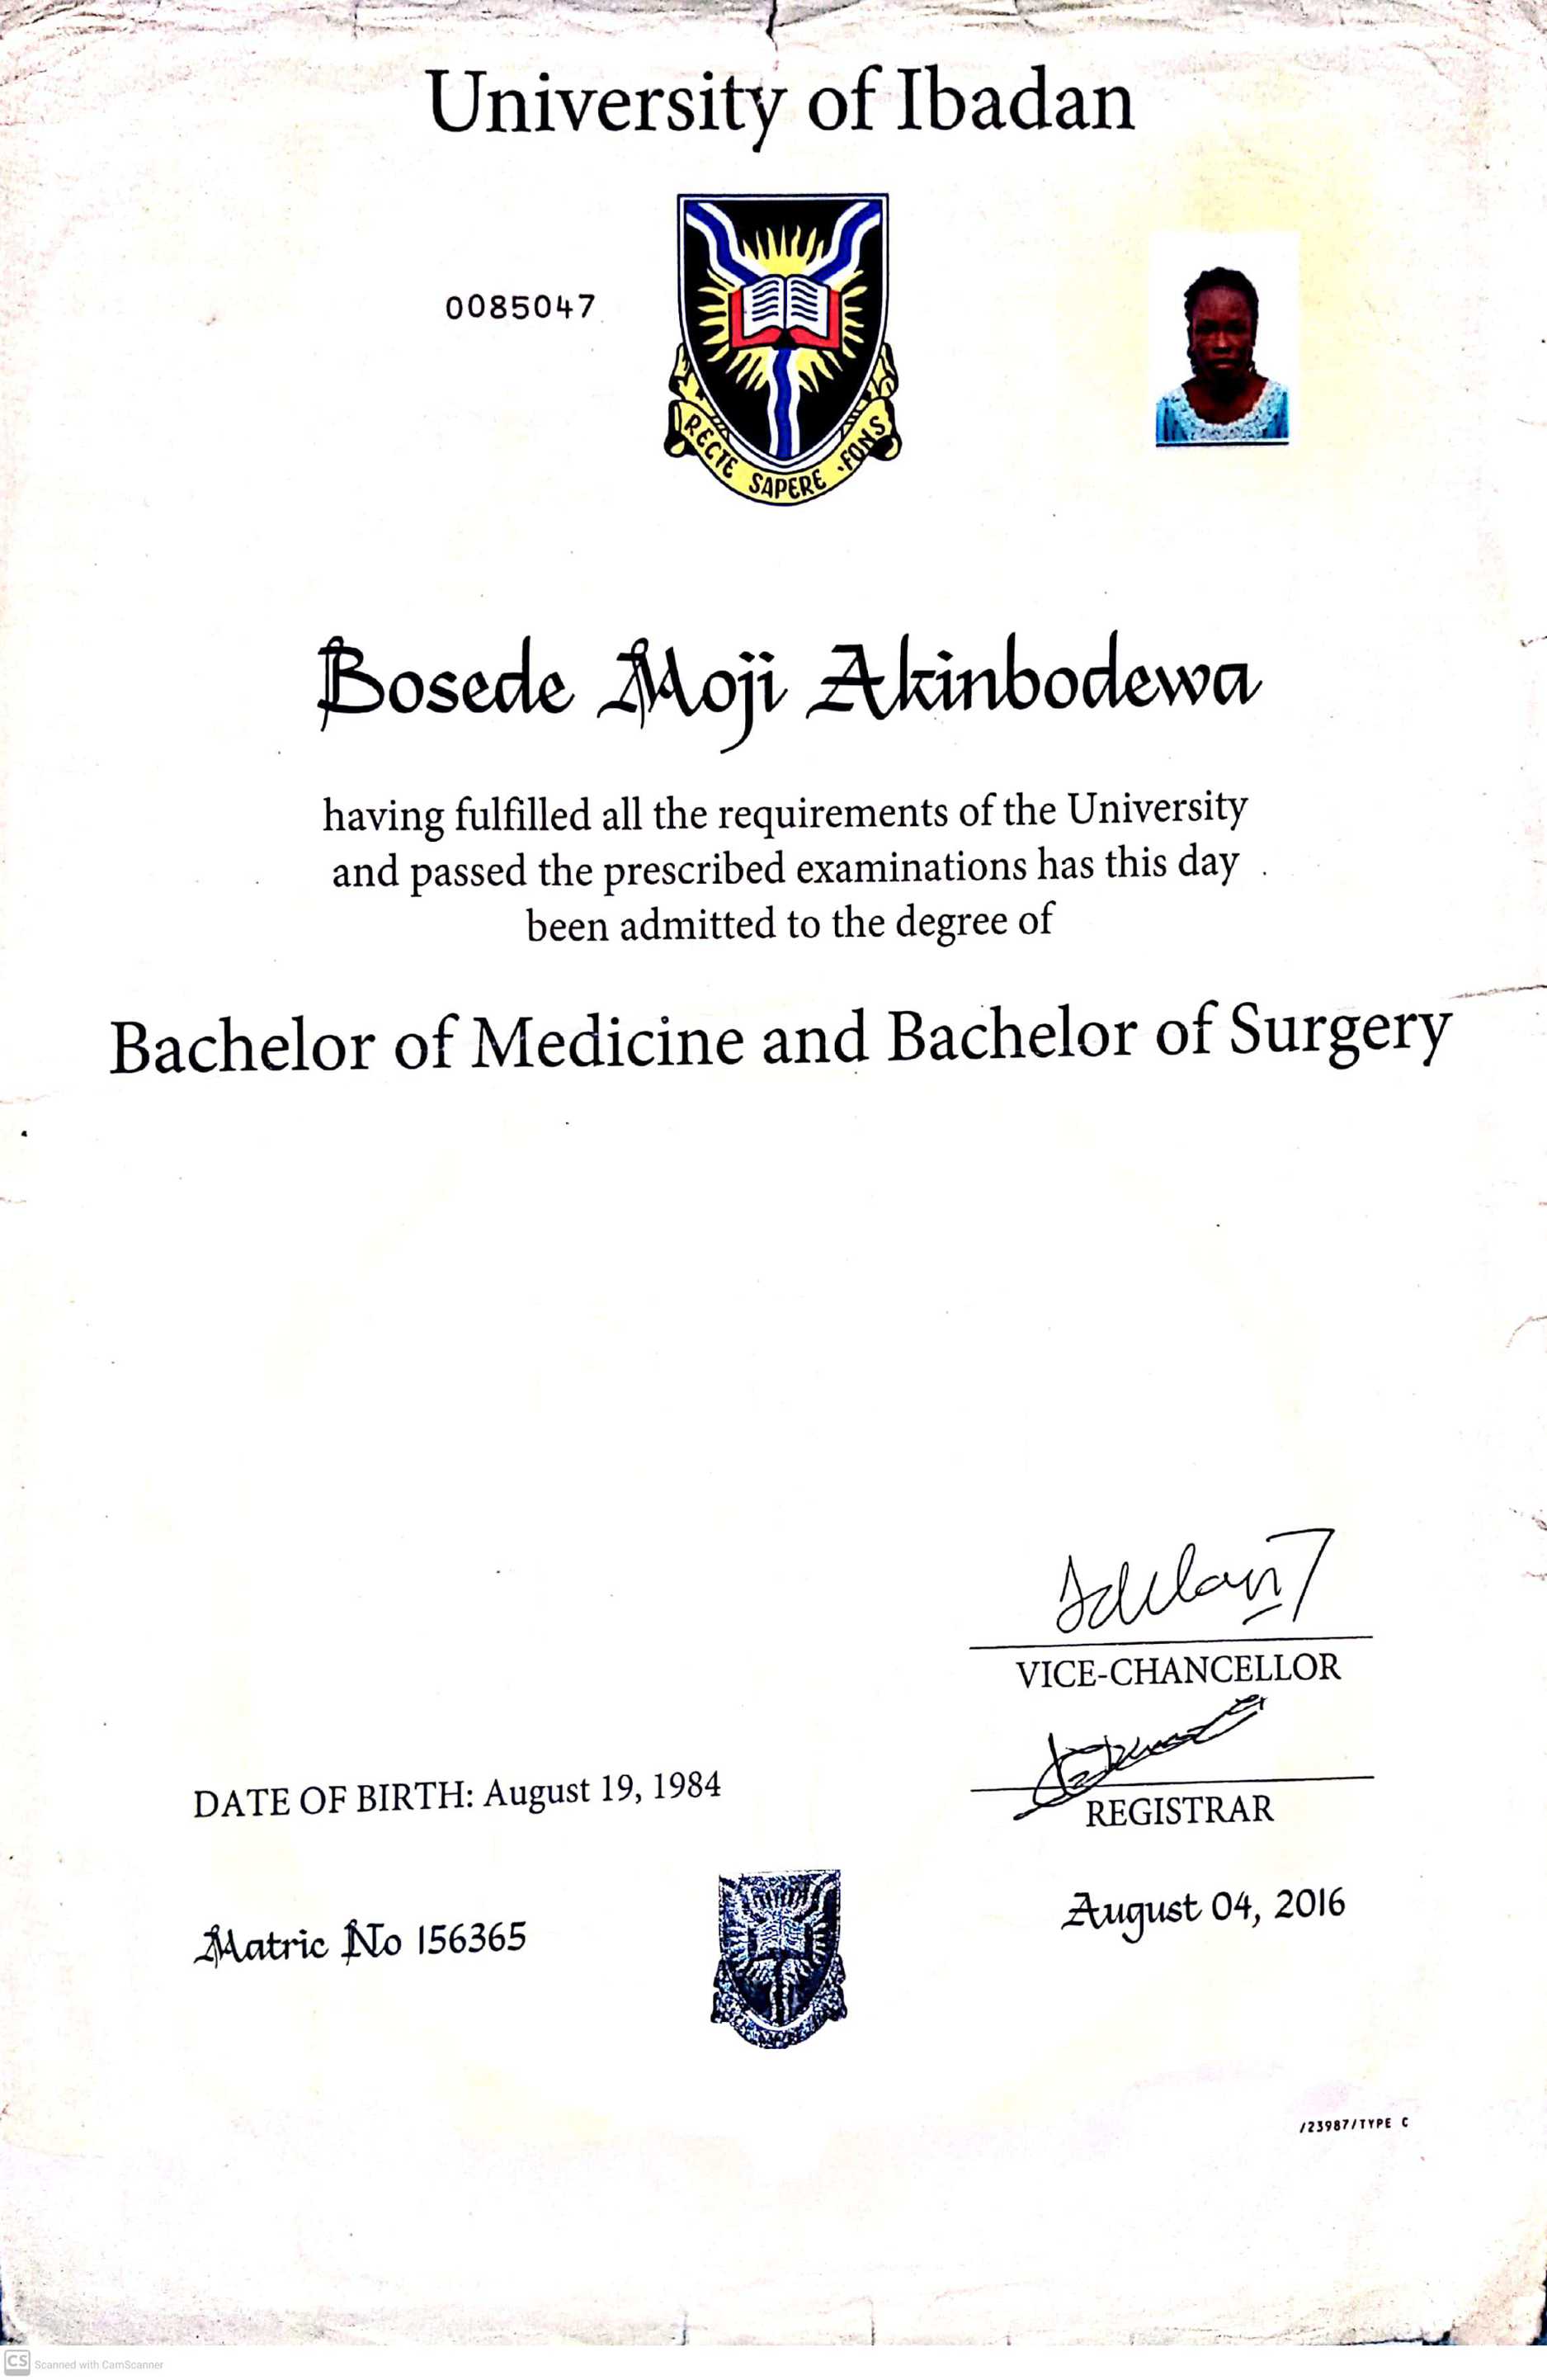 University of Ibadan
0085047
RECTE SAPERE FONS
Bosede Moji Akinbodewa
having fulfilled all the requirements of the University
and passed the prescribed examinations has this day
been admitted to the degree of
Bachelor of Medicine and Bachelor of Surgery
VICE-CHANCELLOR
REGISTRAR
DATE OF BIRTH: August 19, 1984
August 04, 2016
Matric No 156365
/23987/TYPE C
CS Scanned with CamScanner